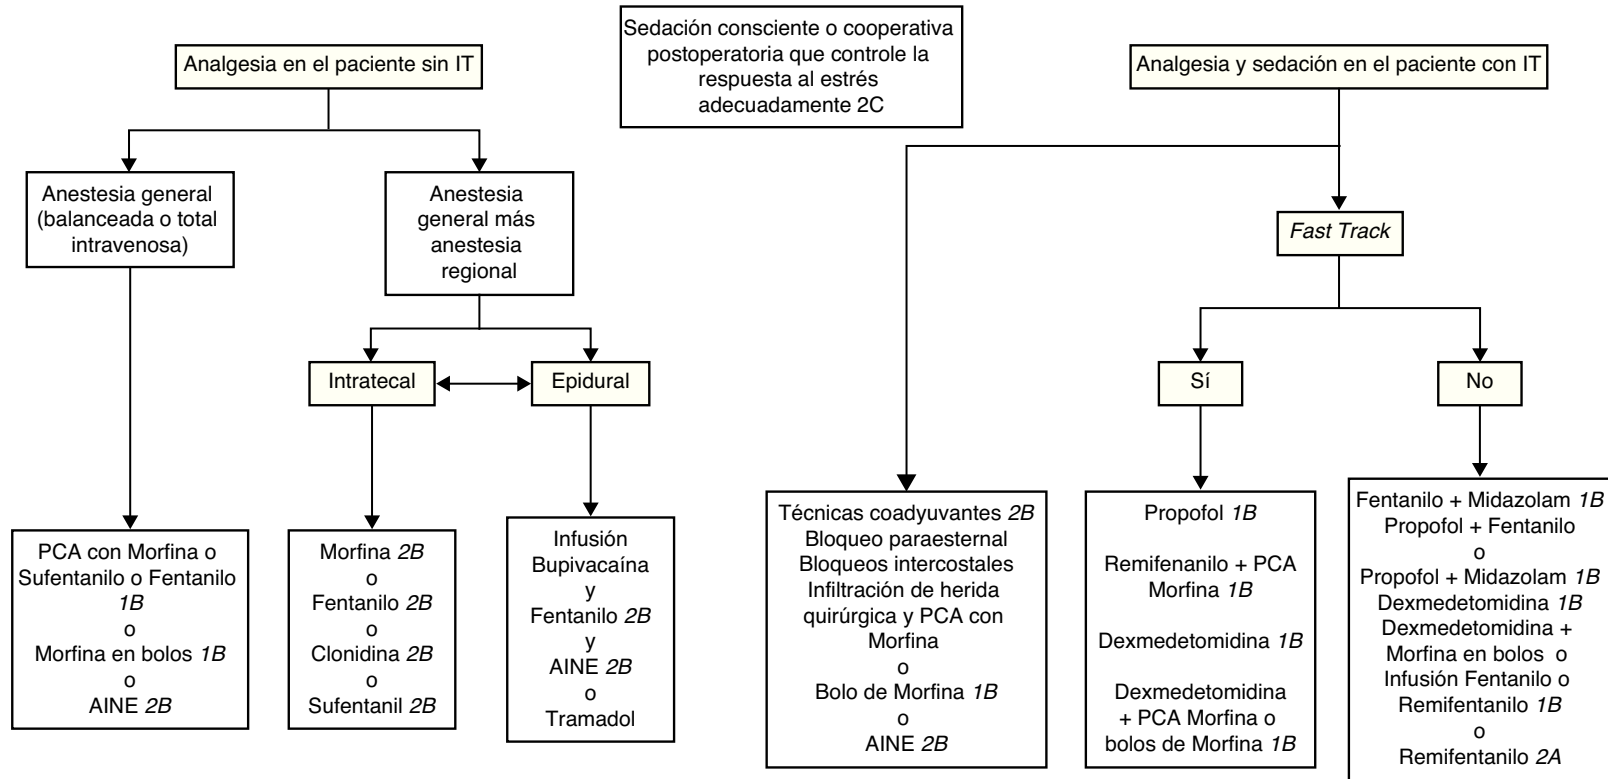 Sedación consciente o cooperativa
postoperatoria que controle la
respuesta al estrés
adecuadamente 2C
Analgesia en el paciente sin IT
Analgesia y sedación en el paciente con IT
Anestesia general
(balanceada o total
intravenosa)
Anestesia
general más
anestesia
regional
Fast Track
Intratecal
Epidural
Sí
No
PCA con Morfina o
Sufentanilo o Fentanilo
1B
o
Morfina en bolos 1B
o
AINE 2B
Morfina 2B
o
Fentanilo 2B
o
Clonidina 2B
o
Sufentanil 2B
Infusión
Bupivacaína
y
Fentanilo 2B
y
AINE 2B
o
Tramadol
Técnicas coadyuvantes 2B
Bloqueo paraesternal
Bloqueos intercostales
Infiltración de herida
quirúrgica y PCA con
Morfina
o
Bolo de Morfina 1B
o
AINE 2B
Propofol 1B
Remifenanilo + PCA
Morfina 1B
Dexmedetomidina 1B
Dexmedetomidina
+ PCA Morfina o
bolos de Morfina 1B
Fentanilo + Midazolam 1B
Propofol + Fentanilo
o
Propofol + Midazolam 1B
Dexmedetomidina 1B
Dexmedetomidina +
Morfina en bolos o
Infusión Fentanilo o
Remifentanilo 1B
o
Remifentanilo 2A